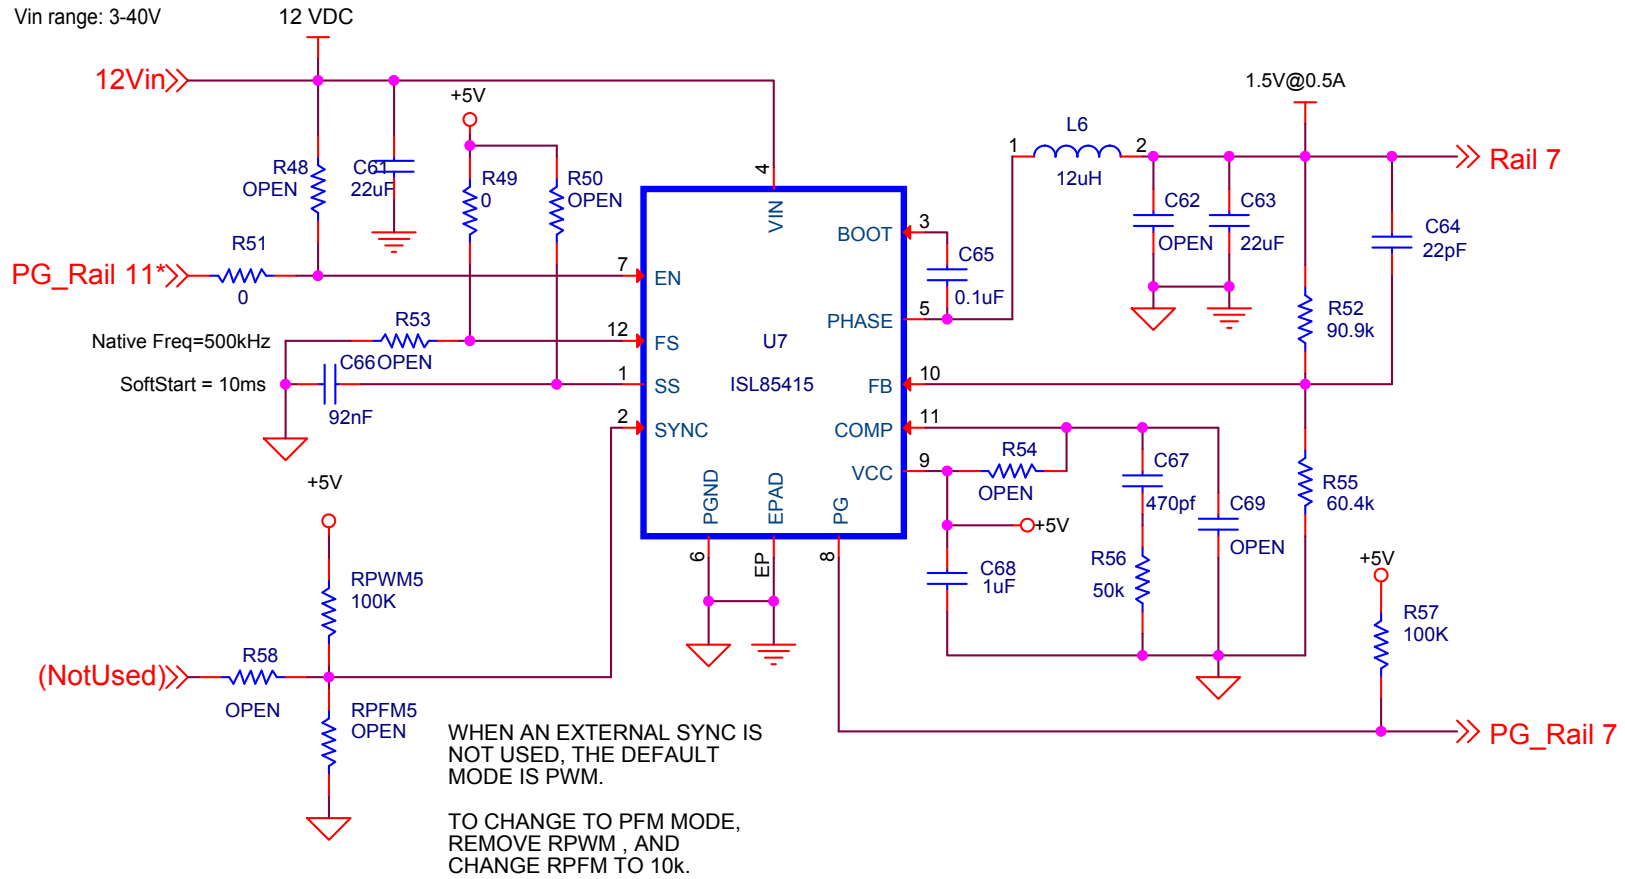 Vin range: 3-40V
12 VDC
12Vin
+5V
1.5V@0.5A
L6
1
2
12uH
Rail 7
R48
OPEN
C61
22uF
R49
0
R50
OPEN
4
VIN
C62
OPEN
C63
22uF
C64
22pF
BOOT
3
C65
0.1uF
R51
0
PG_Rail 11*
7
EN
PHASE
5
R52
90.9k
R53
OPEN
Native Freq=500kHz
12
FS
U7
ISL85415
C66
92nF
SoftStart = 10ms
1
SS
FB
10
2
SYNC
COMP
11
VCC
9
R54
OPEN
C67
470pf
C69
OPEN
R55
60.4k
PGND
EPAD
PG
6
EP
8
+5V
C68
1uF
R56
50k
+5V
RPWM5
100K
+5V
R57
100K
(NotUsed)
R58
OPEN
RPFM5
OPEN
PG_Rail 7
WHEN AN EXTERNAL SYNC IS
NOT USED, THE DEFAULT
MODE IS PWM.
TO CHANGE TO PFM MODE,
REMOVE RPWM , AND
CHANGE RPFM TO 10k.